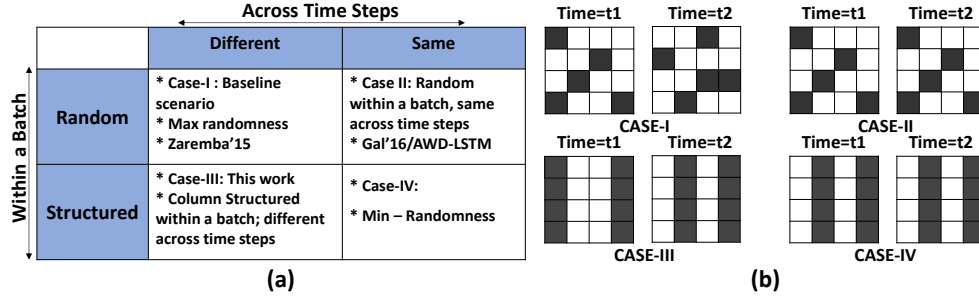 Across Time Steps
Different
Same
Within a Batch
Random
* Case-I : Baseline
scenario
* Max randomness
* Zaremba’15
* Case II: Random
within a batch, same
across time steps
* Gal’16/AWD-LSTM
Structured
* Case-III: This work
* Column Structured
within a batch; different
across time steps
* Case-IV:
* Min – Randomness
(a)
Time=t1
Time=t2
CASE-I
Time=t1
Time=t2
CASE-II
Time=t1
Time=t2
CASE-III
Time=t1
Time=t2
CASE-IV
(b)